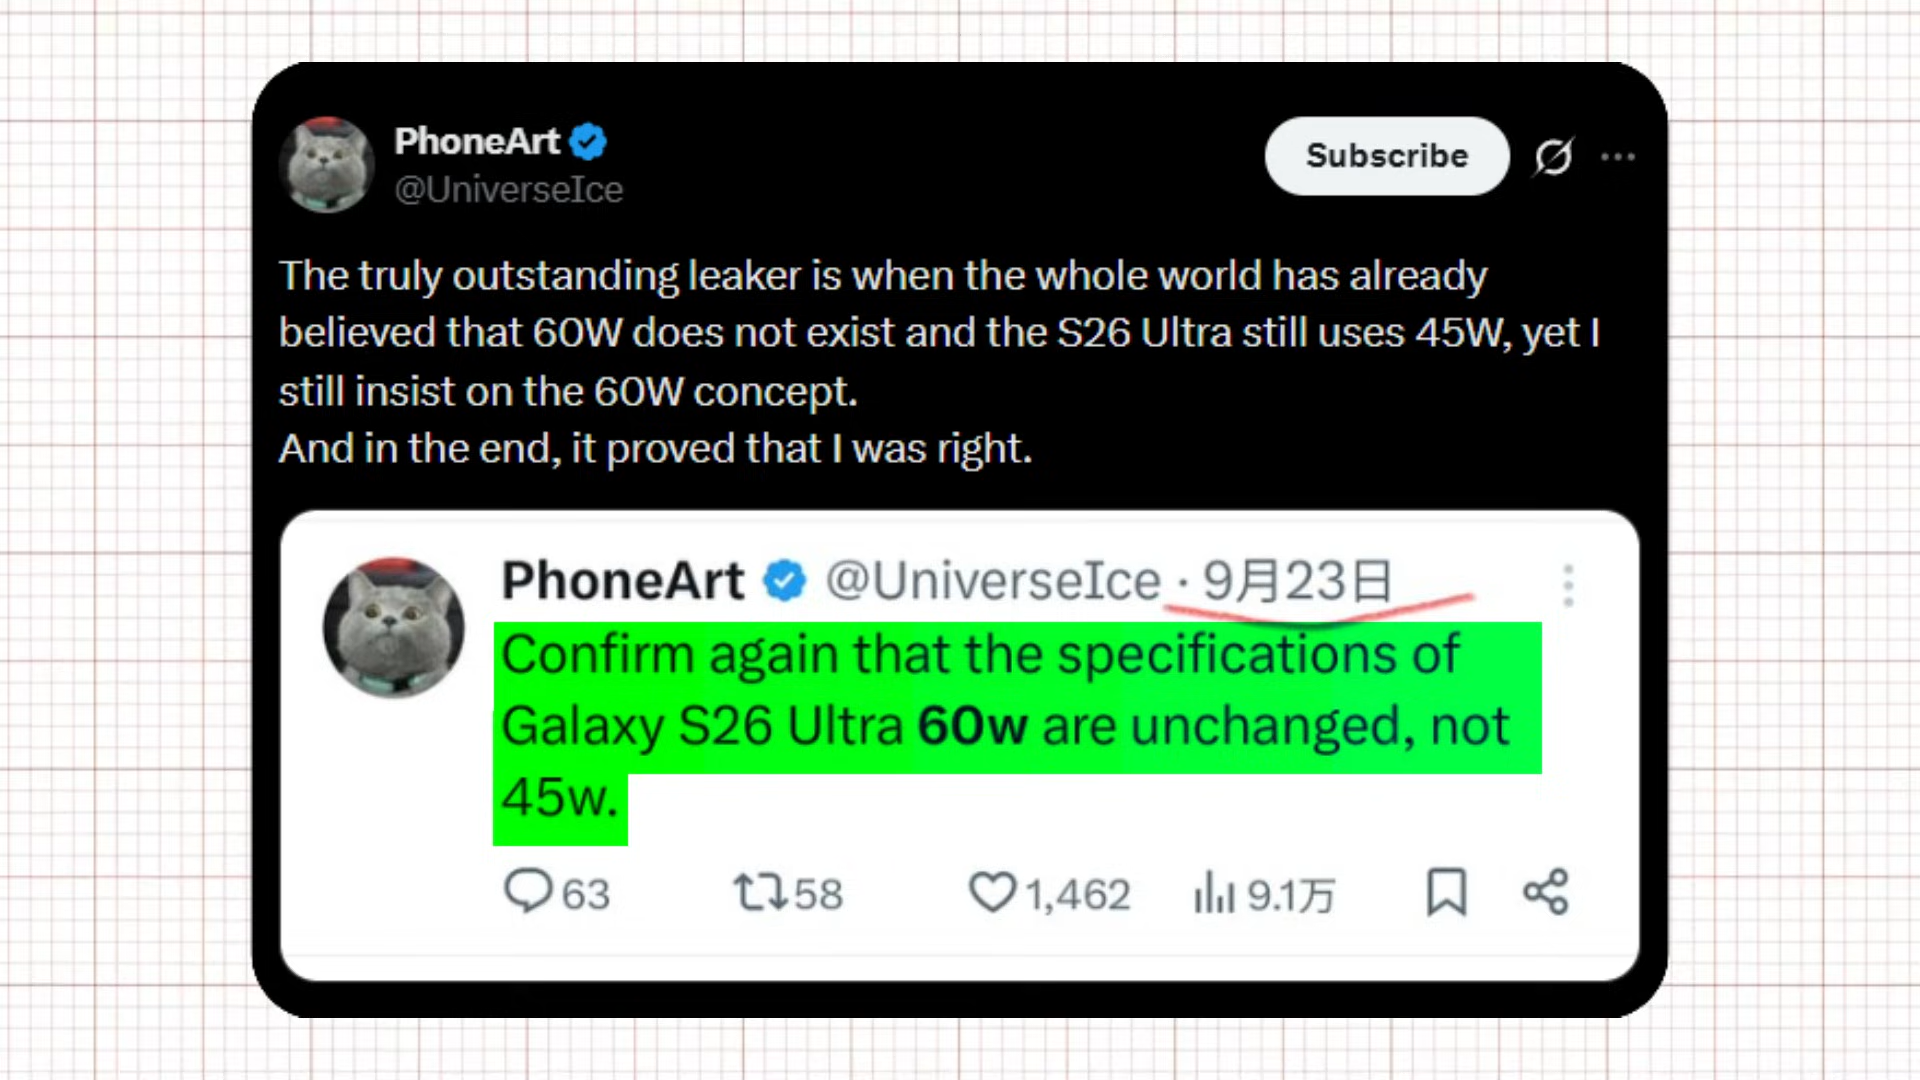 PhoneArt
@UniverseIce
Subscribe
The truly outstanding leaker is when the whole world has already
believed that 60W does not exist and the S26 Ultra still uses 45W, yet I
still insist on the 60W concept.
And in the end, it proved that I was right.
PhoneArt @UniverseIce · 9月23日
Confirm again that the specifications of
Galaxy S26 Ultra 60w are unchanged, not
45w.
63 58 1,462 9.1万